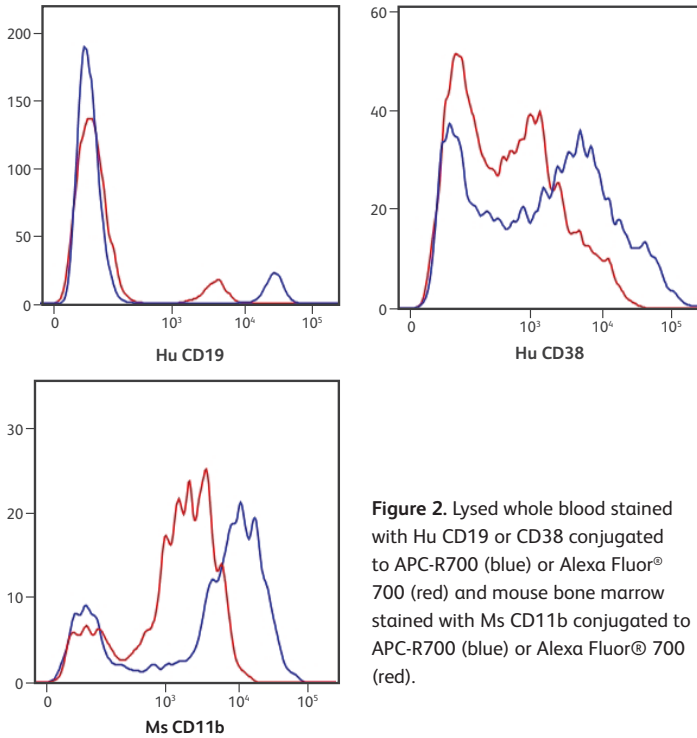 200
150
100
50
0
0 10³ 10⁴ 10⁵
Hu CD19
60
40
20
0
0 10³ 10⁴ 10⁵
Hu CD38
30
20
10
0
0 10³ 10⁴ 10⁵
Ms CD11b
Figure 2. Lysed whole blood stained
with Hu CD19 or CD38 conjugated
to APC-R700 (blue) or Alexa Fluor®
700 (red) and mouse bone marrow
stained with Ms CD11b conjugated to
APC-R700 (blue) or Alexa Fluor® 700
(red).